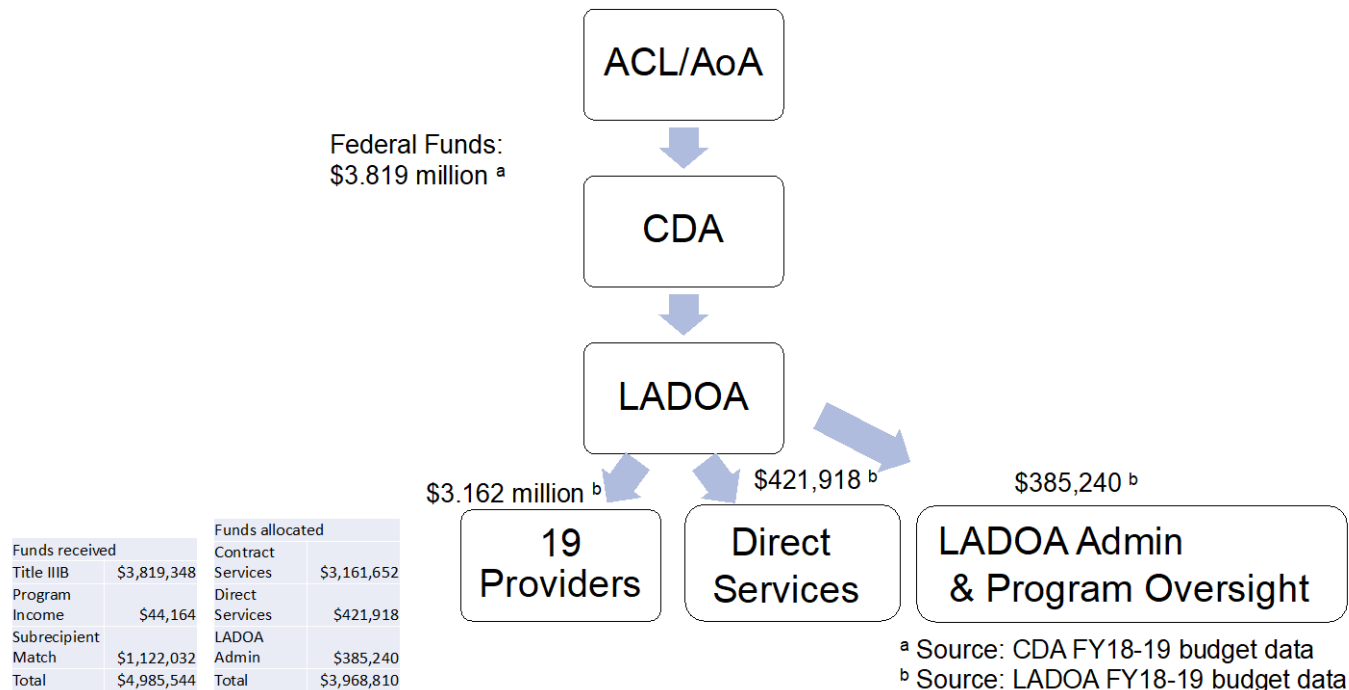 ACL/AoA
Federal Funds:
$3.819 million ᵃ
CDA
LADOA
$3.162 million ᵇ
$421,918 ᵇ
$385,240 ᵇ
19
Providers
Direct
Services
LADOA Admin
& Program Oversight
Funds received
Title IIIB $3,819,348
Program
Income $44,164
Subrecipient
Match $1,122,032
Total $4,985,544
Funds allocated
Contract
Services $3,161,652
Direct
Services $421,918
LADOA
Admin $385,240
Total $3,968,810
ᵃ Source: CDA FY18-19 budget data
ᵇ Source: LADOA FY18-19 budget data